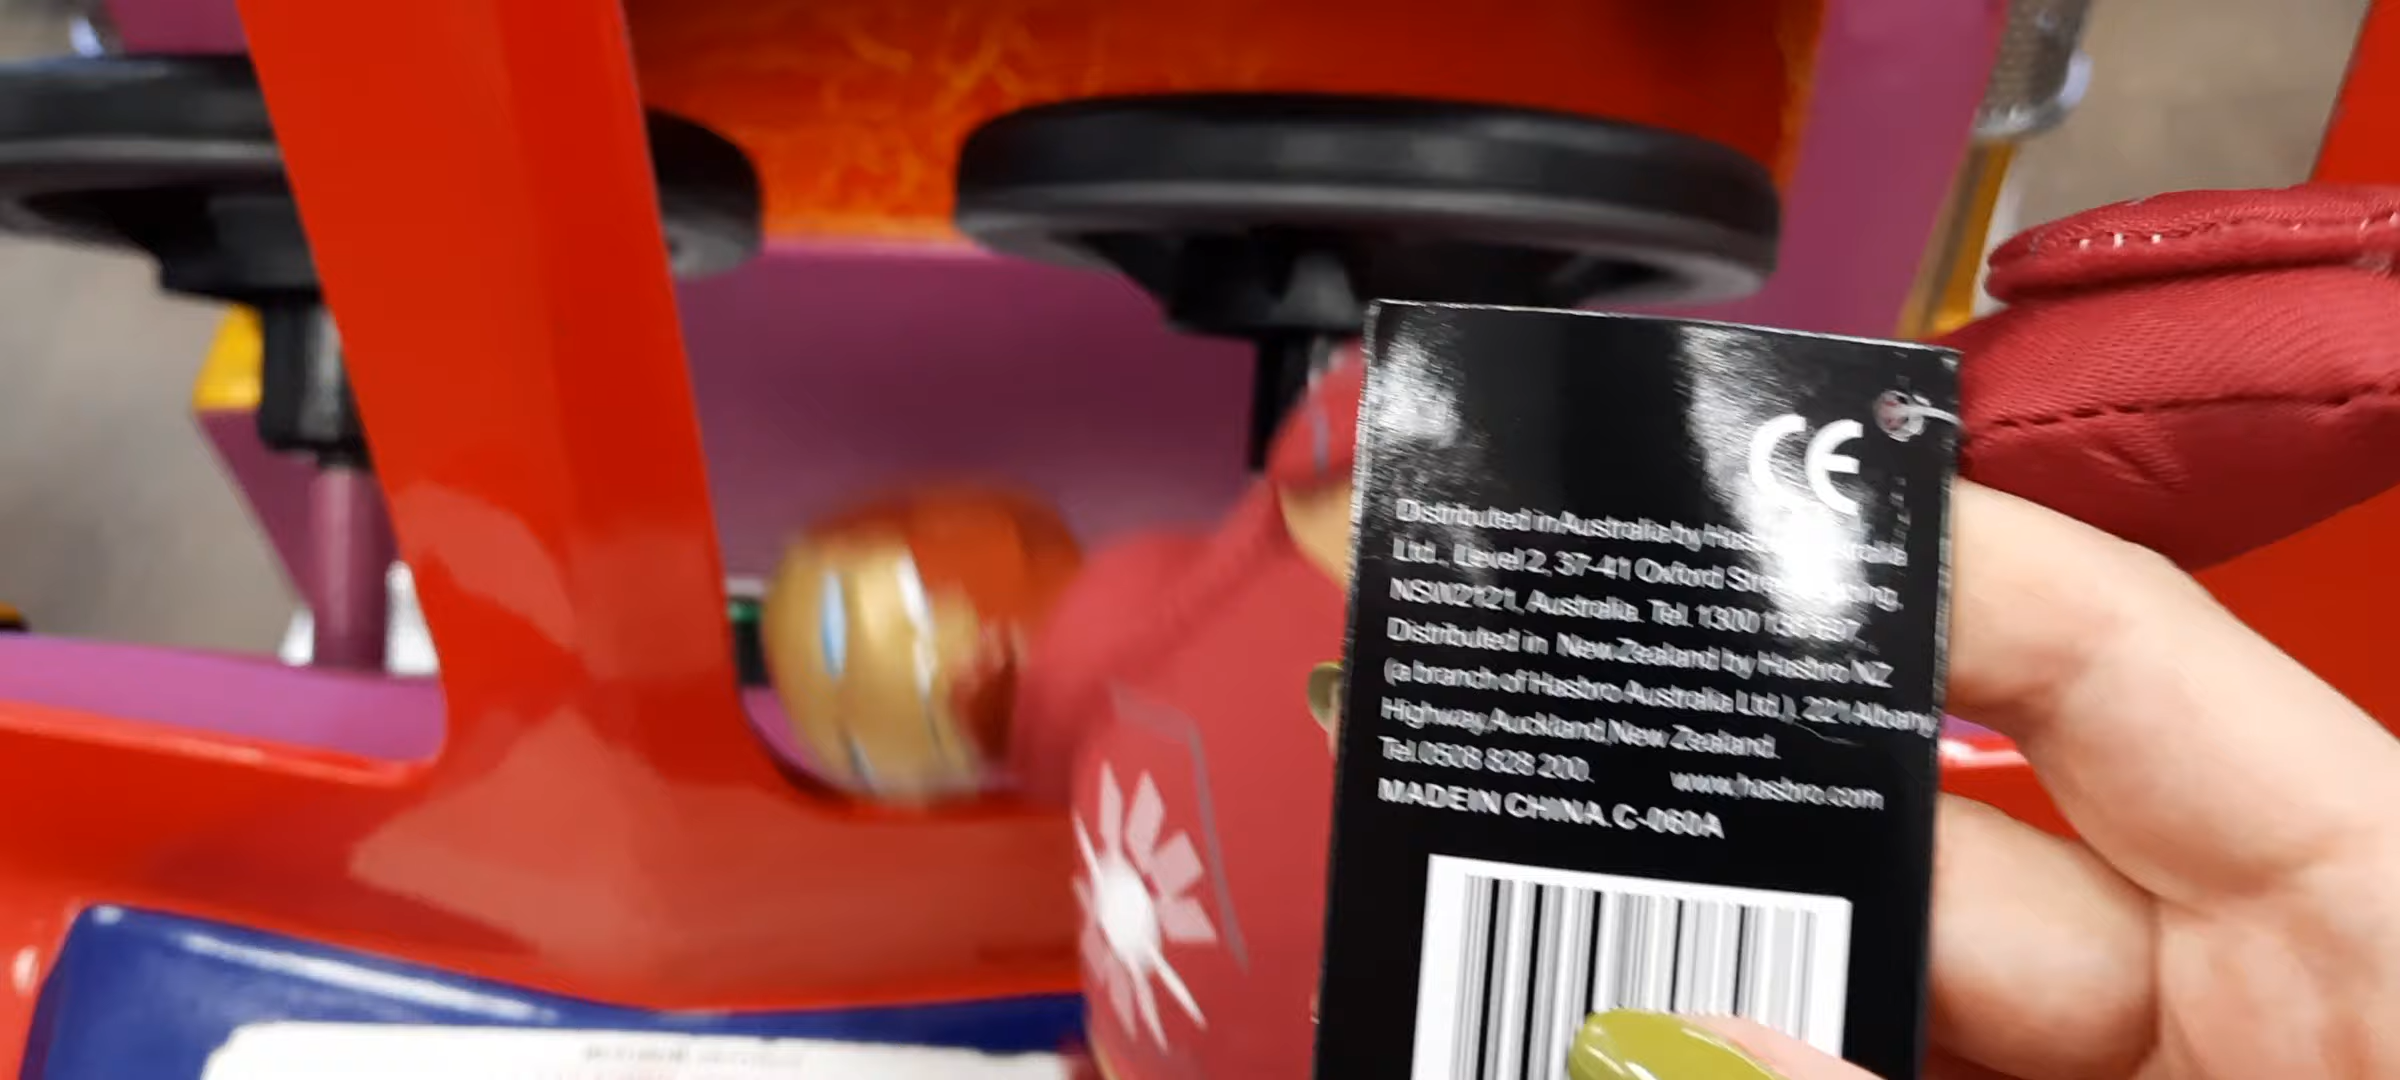 CE
Distributed in Australia by
Ltd., Level 2, 37-41 Oxford
NSW 2121, Australia. Tel. 1300
Distributed in New Zealand by Hasbro NZ
(a branch of Hasbro Australia Ltd.), 221 Albany
Highway, Auckland, New Zealand.
Tel.0508 828 200. www.hasbro.com
MADE IN CHINA. C-060A